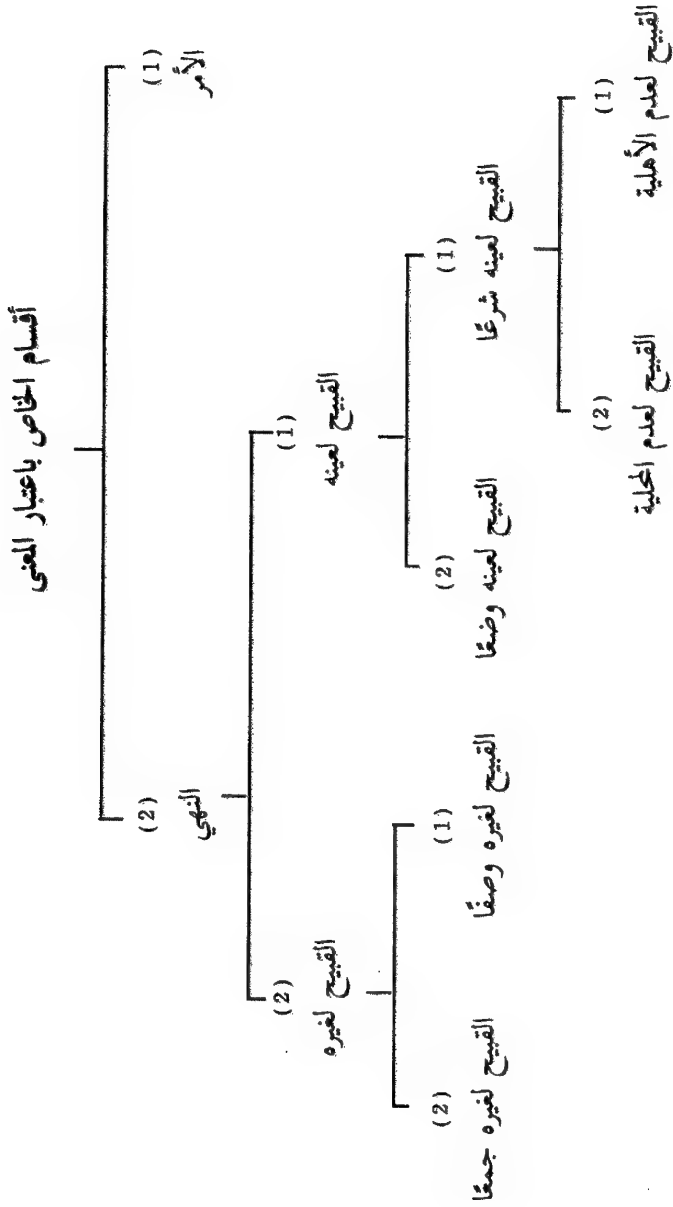 أقسام الخاص باعتبار المعنى
(1)
الأمر
(2)
النهي
(1)
القبيح لعينه
(2)
القبيح لغيره
(1)
القبيح لعينه شرعًا
(2)
القبيح لعينه وضعًا
(1)
القبيح لغيره وصفًا
(2)
القبيح لغيره جمعًا
(1)
القبيح لعدم الأهلية
(2)
القبيح لعدم المحلية